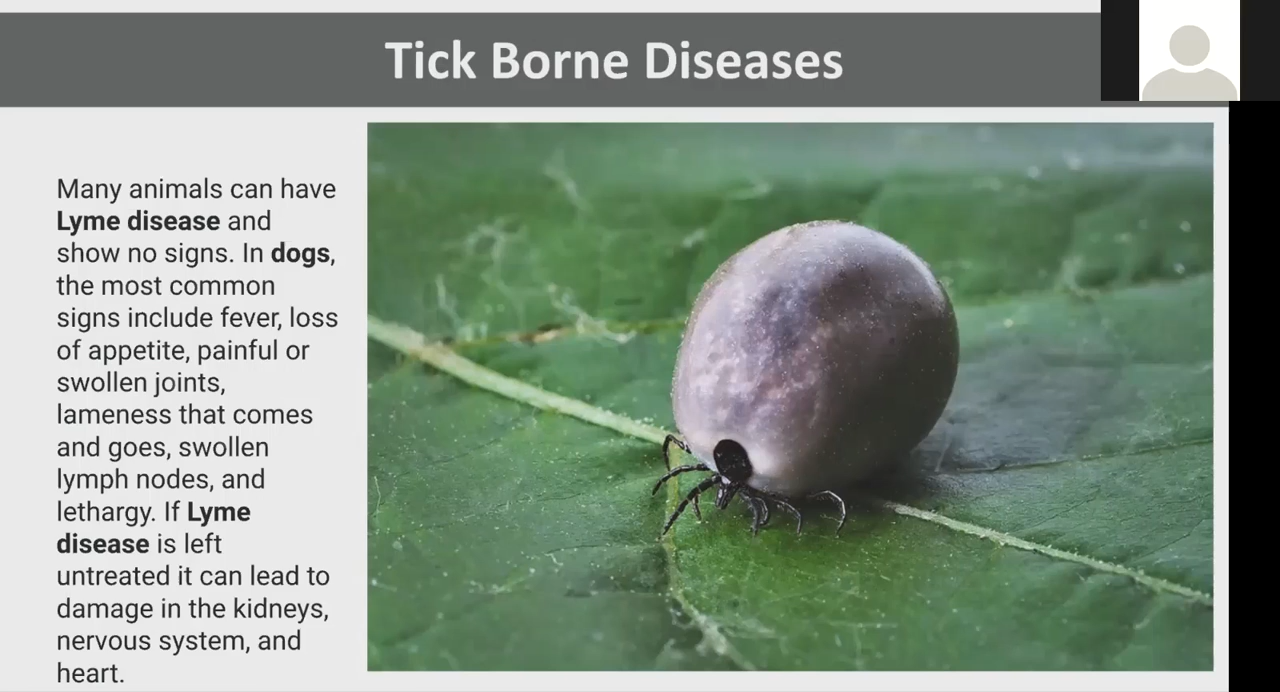 Tick Borne Diseases
Many animals can have
Lyme disease and
show no signs. In dogs,
the most common
signs include fever, loss
of appetite, painful or
swollen joints,
lameness that comes
and goes, swollen
lymph nodes, and
lethargy. If Lyme
disease is left
untreated it can lead to
damage in the kidneys,
nervous system, and
heart.